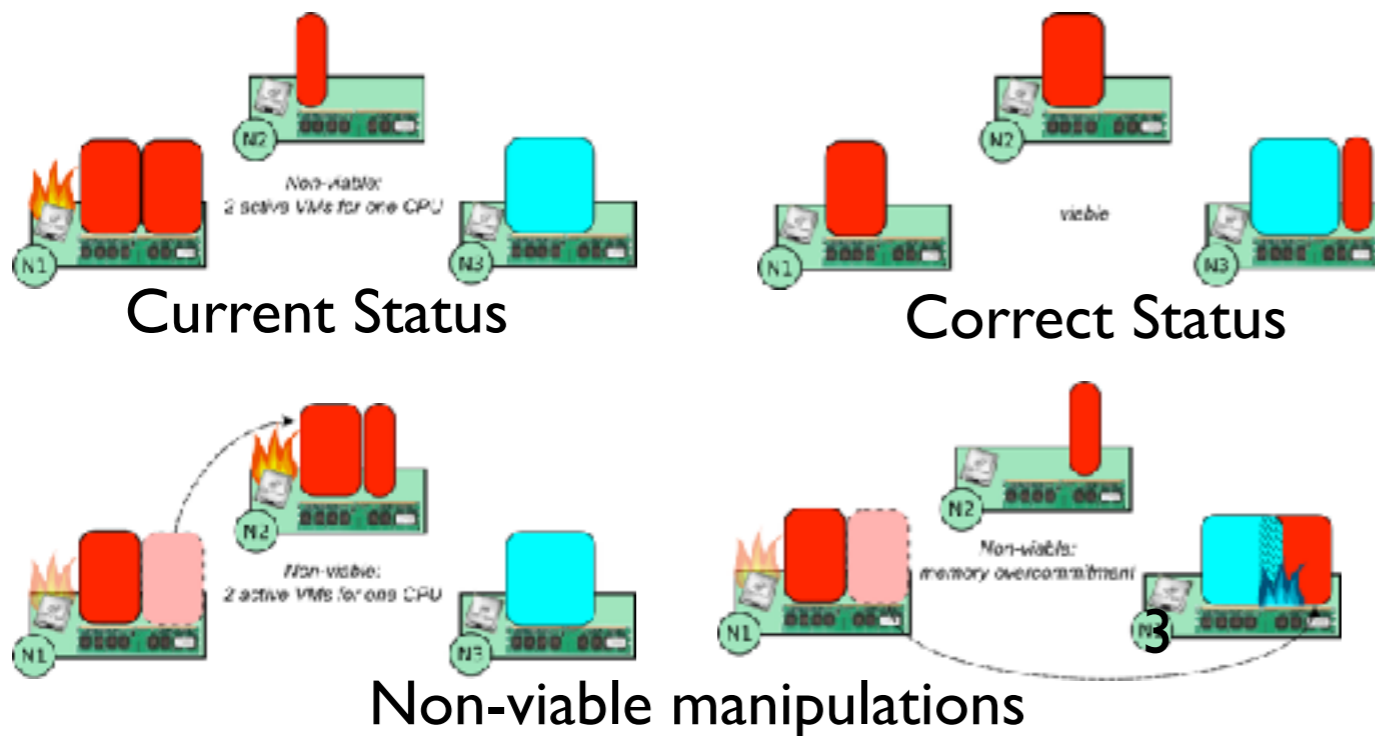 N2
Non-viable:
2 active VMs for one CPU
N1
N3
Current Status
N2
viable
N1
N3
Correct Status
N2
Non-viable:
2 active VMs for one CPU
N1
N3
N2
Non-viable:
memory overcommitment
N1
N3
3
Non-viable manipulations